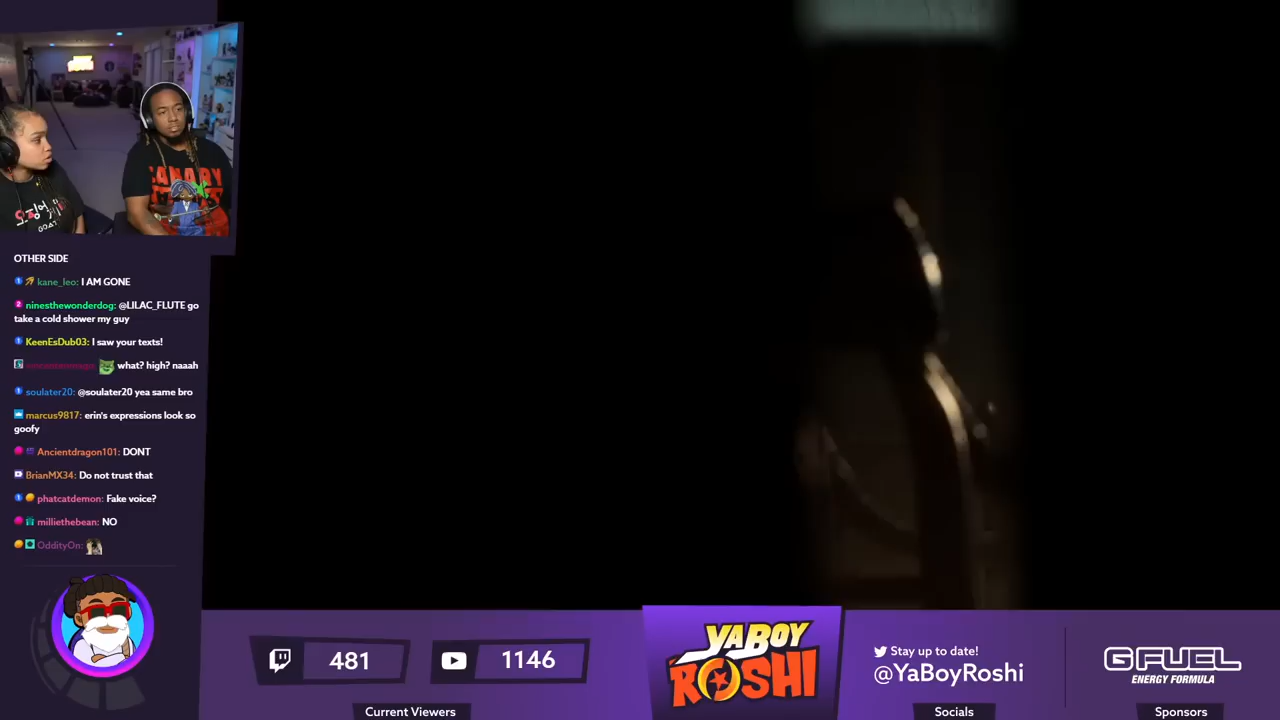 OTHER SIDE
kane_leo: I AM GONE
ninesthewonderdog: @LILAC_FLUTE go
take a cold shower my guy
KeenEsDub03: I saw your texts!
what? high? naaah
soulater20: @soulater20 yea same bro
marcus9817: erin's expressions look so
goofy
Ancientdragon101: DONT
BrianMX34: Do not trust that
phatcatdemon: Fake voice?
milliethebean: NO
OddityOn:
481
1146
Current Viewers
YABOY
ROSHI
Stay up to date!
@YaBoyRoshi
Socials
G FUEL
ENERGY FORMULA
Sponsors